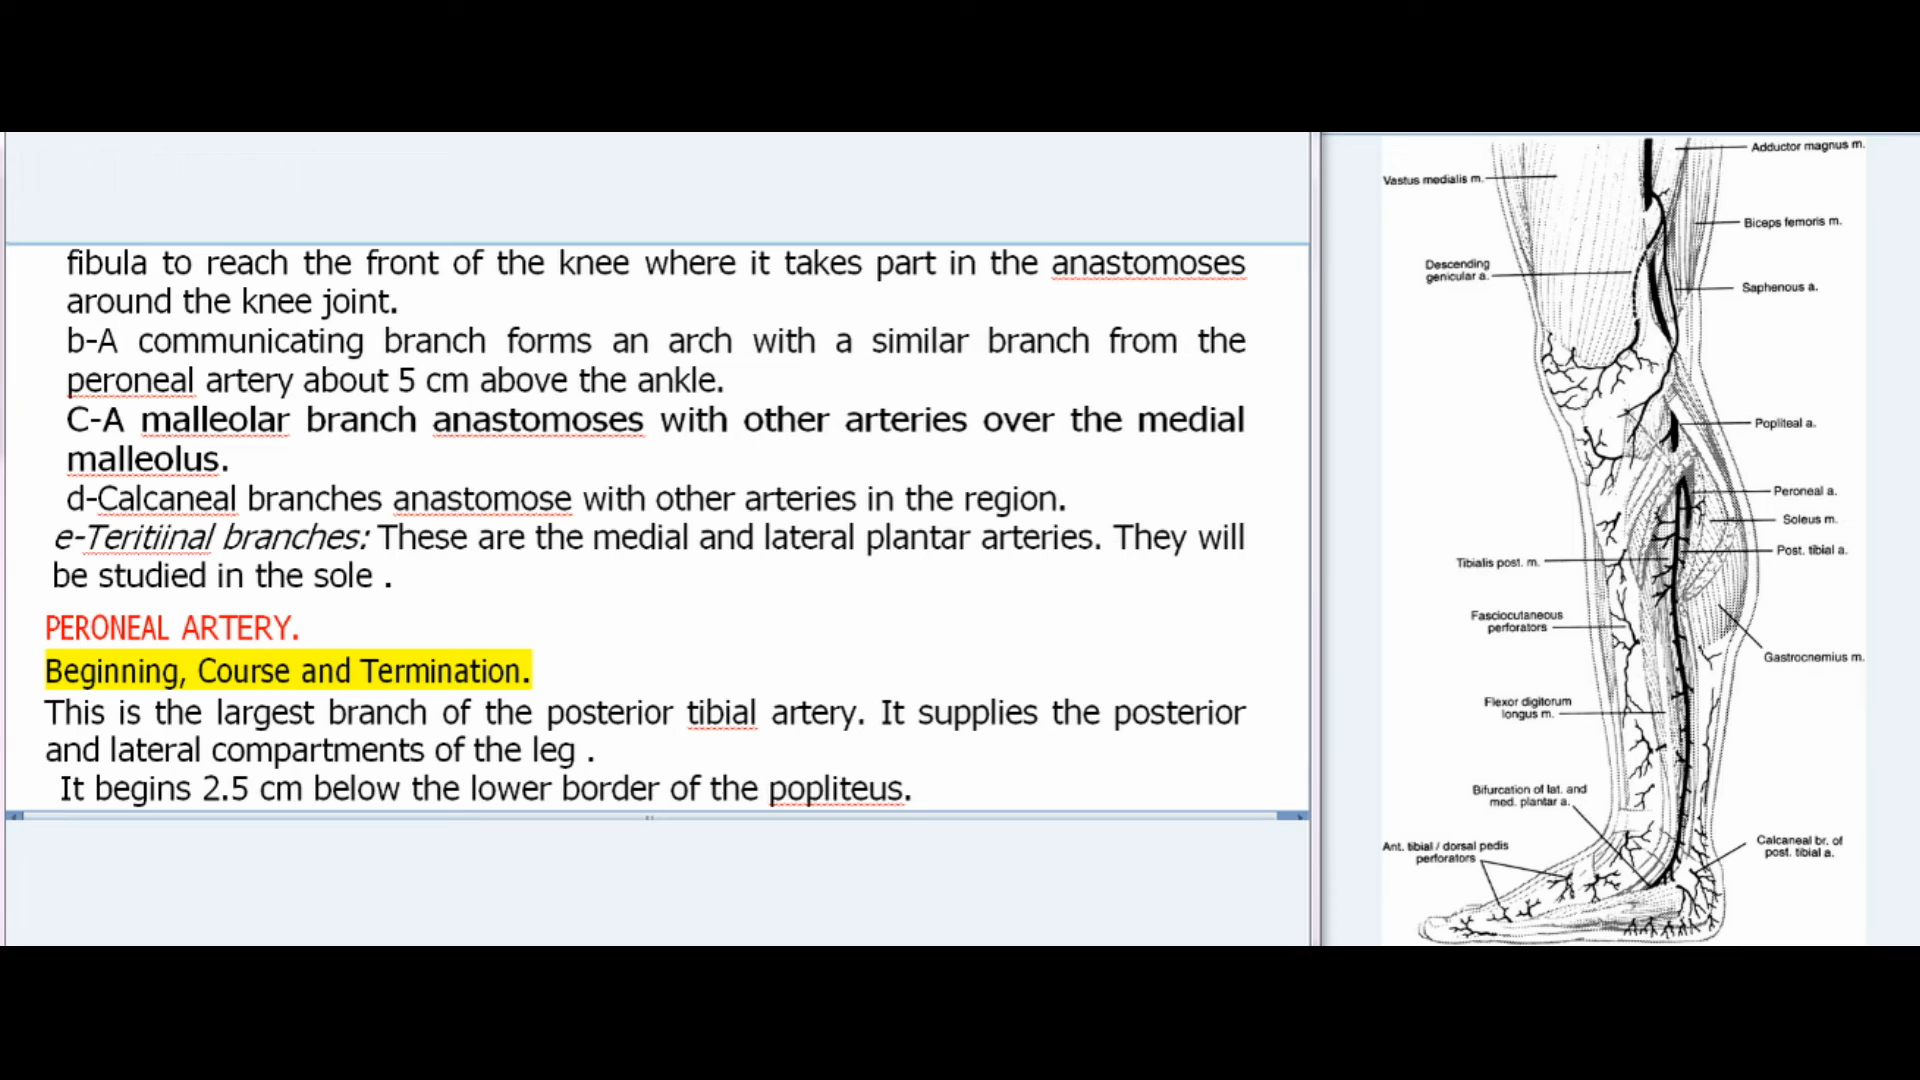 fibula to reach the front of the knee where it takes part in the anastomoses
around the knee joint.
b-A communicating branch forms an arch with a similar branch from the
peroneal artery about 5 cm above the ankle.
C-A malleolar branch anastomoses with other arteries over the medial
malleolus.
d-Calcaneal branches anastomose with other arteries in the region.
e-Teritiinal branches: These are the medial and lateral plantar arteries. They will
be studied in the sole .
PERONEAL ARTERY.
Beginning, Course and Termination.
This is the largest branch of the posterior tibial artery. It supplies the posterior
and lateral compartments of the leg .
It begins 2.5 cm below the lower border of the popliteus.
Adductor magnus m.
Vastus medialis m.
Biceps femoris m.
Descending
genicular a.
Saphenous a.
Popliteal a.
Peroneal a.
Soleus m.
Post. tibial a.
Tibialis post. m.
Fasciocutaneous
perforators
Gastrocnemius m.
Flexor digitorum
longus m.
Bifurcation of lat. and
med. plantar a.
Ant. tibial / dorsal pedis
perforators
Calcaneal br. of
post. tibial a.